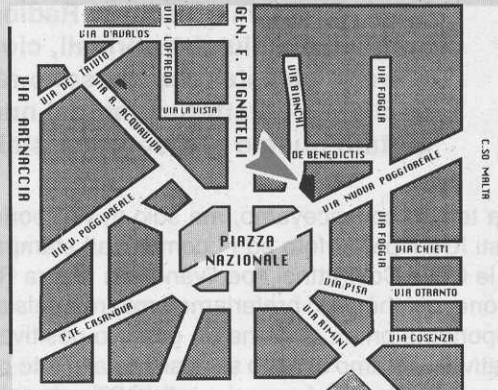 VIA D'AVALOS
VIA LOFFREDO
GEN. F. PIGNATELLI
VIA DEL TRIVIO
VIA A. ACQUAVIVA
VIA LA VISTA
VIA BIANCHI
VIA FOGGIA
VIA ARENACCIA
DE BENEDICTIS
C.SO MALTA
VIA NUOVA POGGIOREALE
VIA V. POGGIOREALE
PIAZZA
NAZIONALE
VIA FOGGIA
VIA CHIETI
VIA PISA
VIA OTRANTO
P.TE CASANOVA
VIA RIMINI
VIA COSENZA